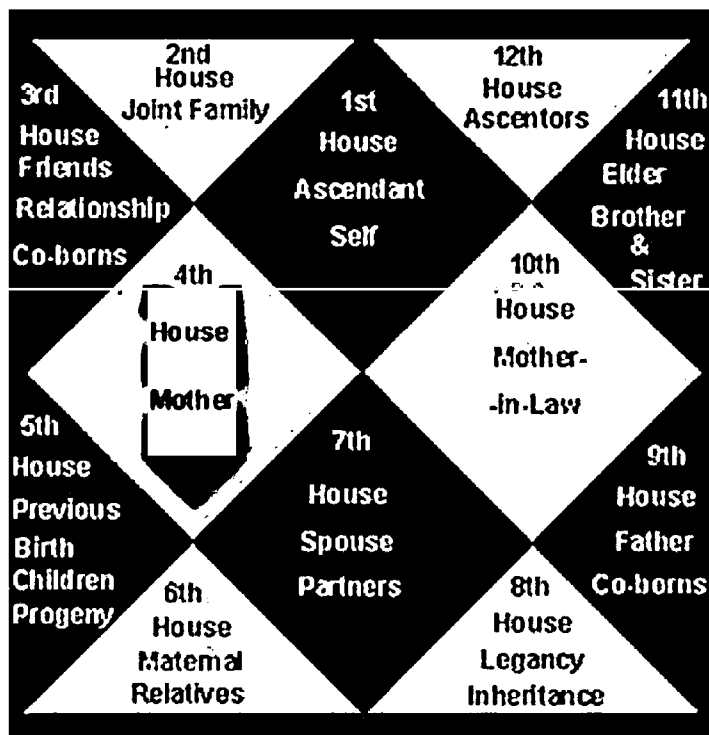 2nd
House
Joint Family
12th
House
Ascentors
3rd
House
Friends
Relationship
Co-borns
1st
House
Ascendant
Self
11th
House
Elder
Brother
&
Sister
4th
House
Mother
10th
House
Mother-
-in-Law
5th
House
Previous
Birth
Children
Progeny
7th
House
Spouse
Partners
9th
House
Father
Co-borns
6th
House
Maternal
Relatives
8th
House
Legancy
Inheritance